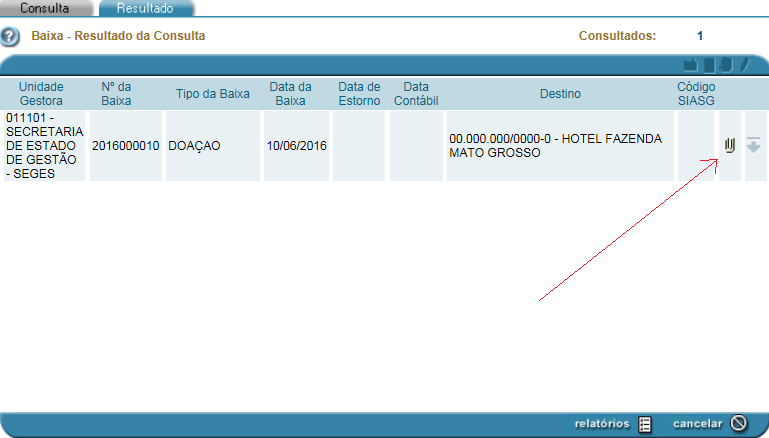 Consulta Resultado
? Baixa - Resultado da Consulta Consultados: 1
Unidade Gestora
Nº da Baixa
Tipo da Baixa
Data da Baixa
Data de Estorno
Data Contábil
Destino
Código SIASG
011101 -
SECRETARIA
DE ESTADO
DE GESTÃO
- SEGES
2016000010
DOAÇAO
10/06/2016
00.000.000/0000-0 - HOTEL FAZENDA
MATO GROSSO
relatórios cancelar